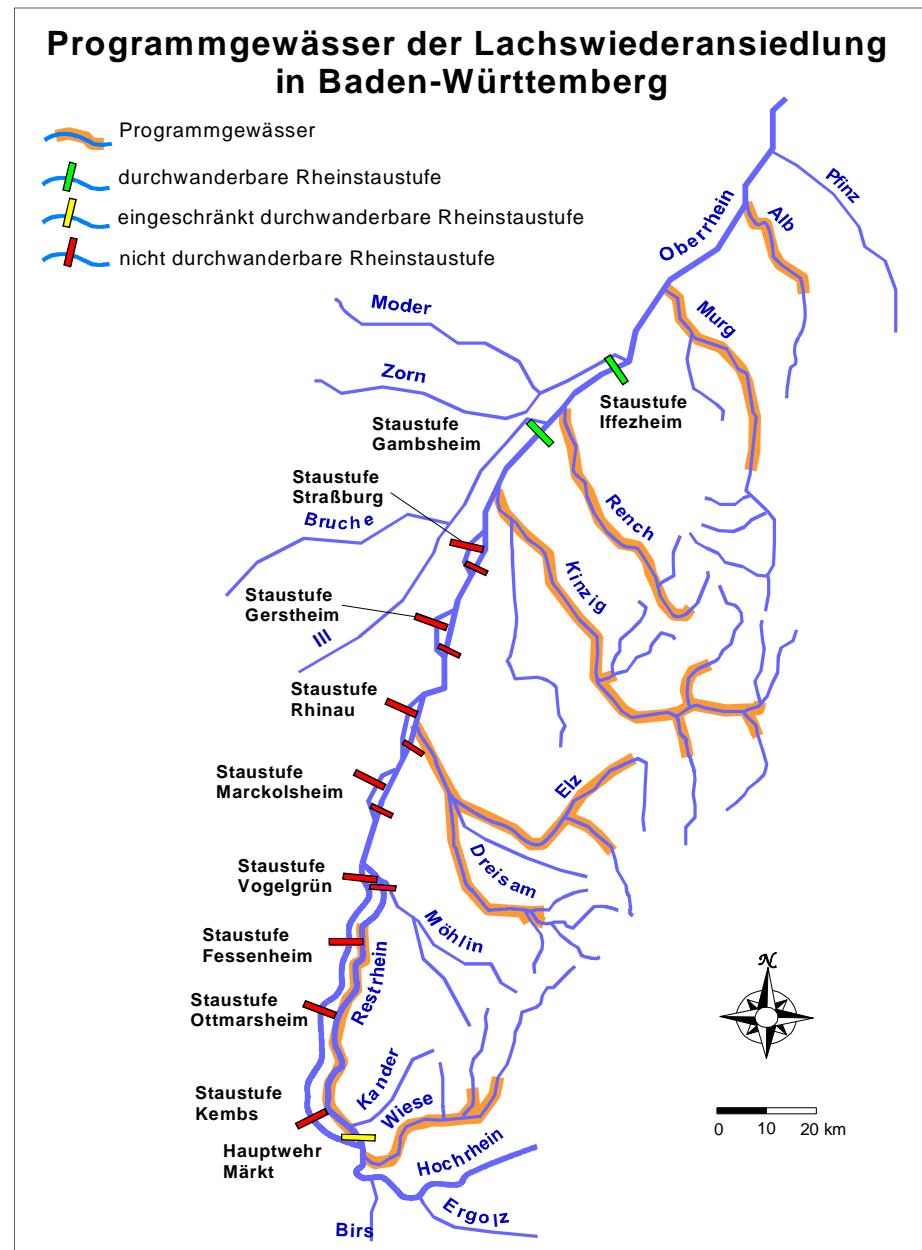 Programmgewässer der Lachswiederansiedlung
in Baden-Württemberg
Programmgewässer
durchwanderbare Rheinstaustufe
eingeschränkt durchwanderbare Rheinstaustufe
nicht durchwanderbare Rheinstaustufe
Pfinz
Alb
Oberrhein
Murg
Moder
Zorn
Staustufe
Iffezheim
Staustufe
Gambsheim
Staustufe
Straßburg
Bruche
Rench
Kinzig
Staustufe
Gerstheim
Ill
Staustufe
Rhinau
Staustufe
Marckolsheim
Elz
Dreisam
Staustufe
Vogelgrün
Möhlin
Staustufe
Fessenheim
Restrhein
Staustufe
Ottmarsheim
N
Kander
Staustufe
Kembs
Wiese
0 10 20 km
Hauptwehr
Märkt
Hochrhein
Ergolz
Birs